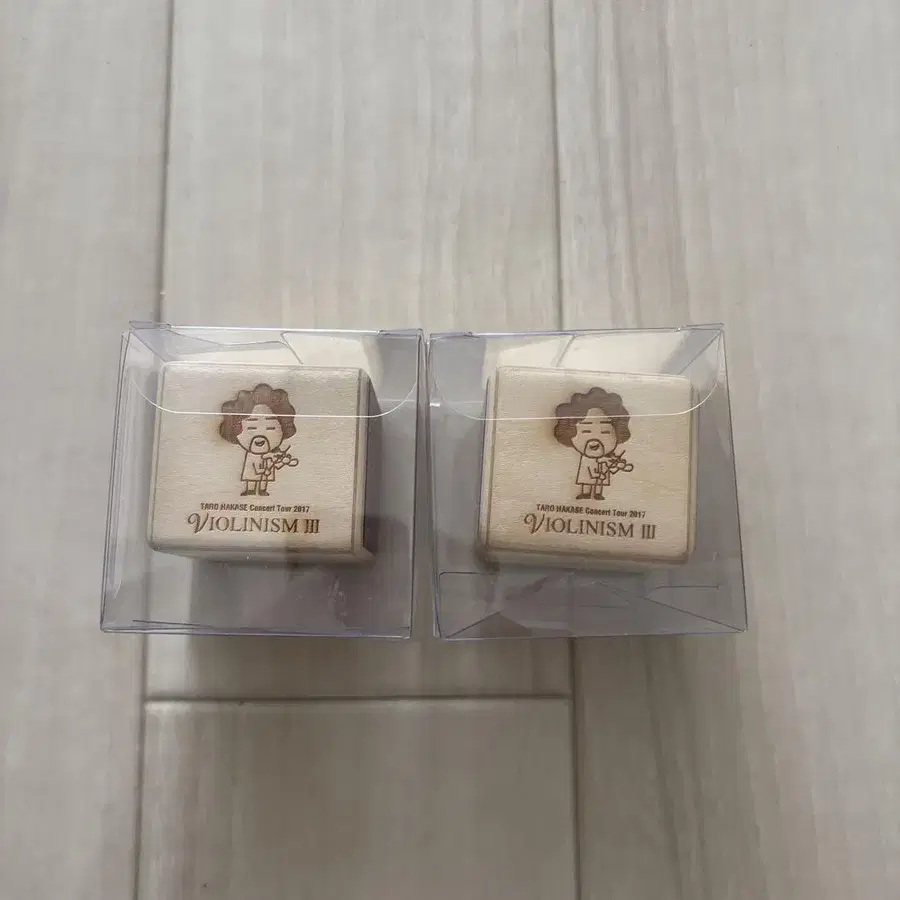 TARO HAKASE Concert Tour 2017
VIOLINISM III
TARO HAKASE Concert Tour 2017
VIOLINISM III